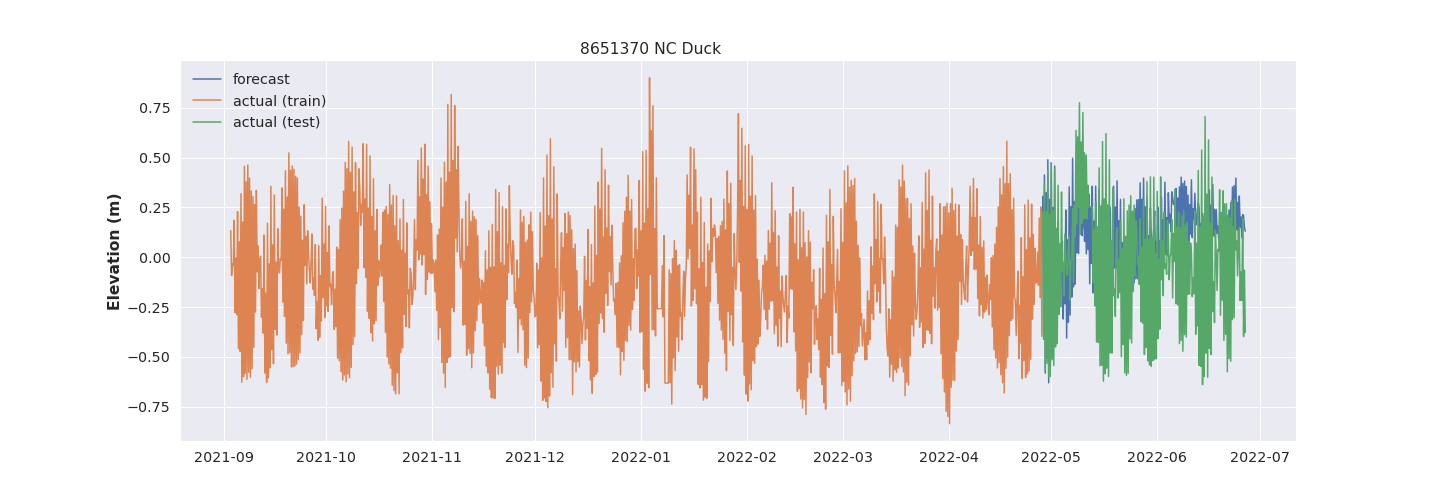 8651370 NC Duck
forecast
actual (train)
actual (test)
Elevation (m)
0.75
0.50
0.25
0.00
−0.25
−0.50
−0.75
2021-09 2021-10 2021-11 2021-12 2022-01 2022-02 2022-03 2022-04 2022-05 2022-06 2022-07